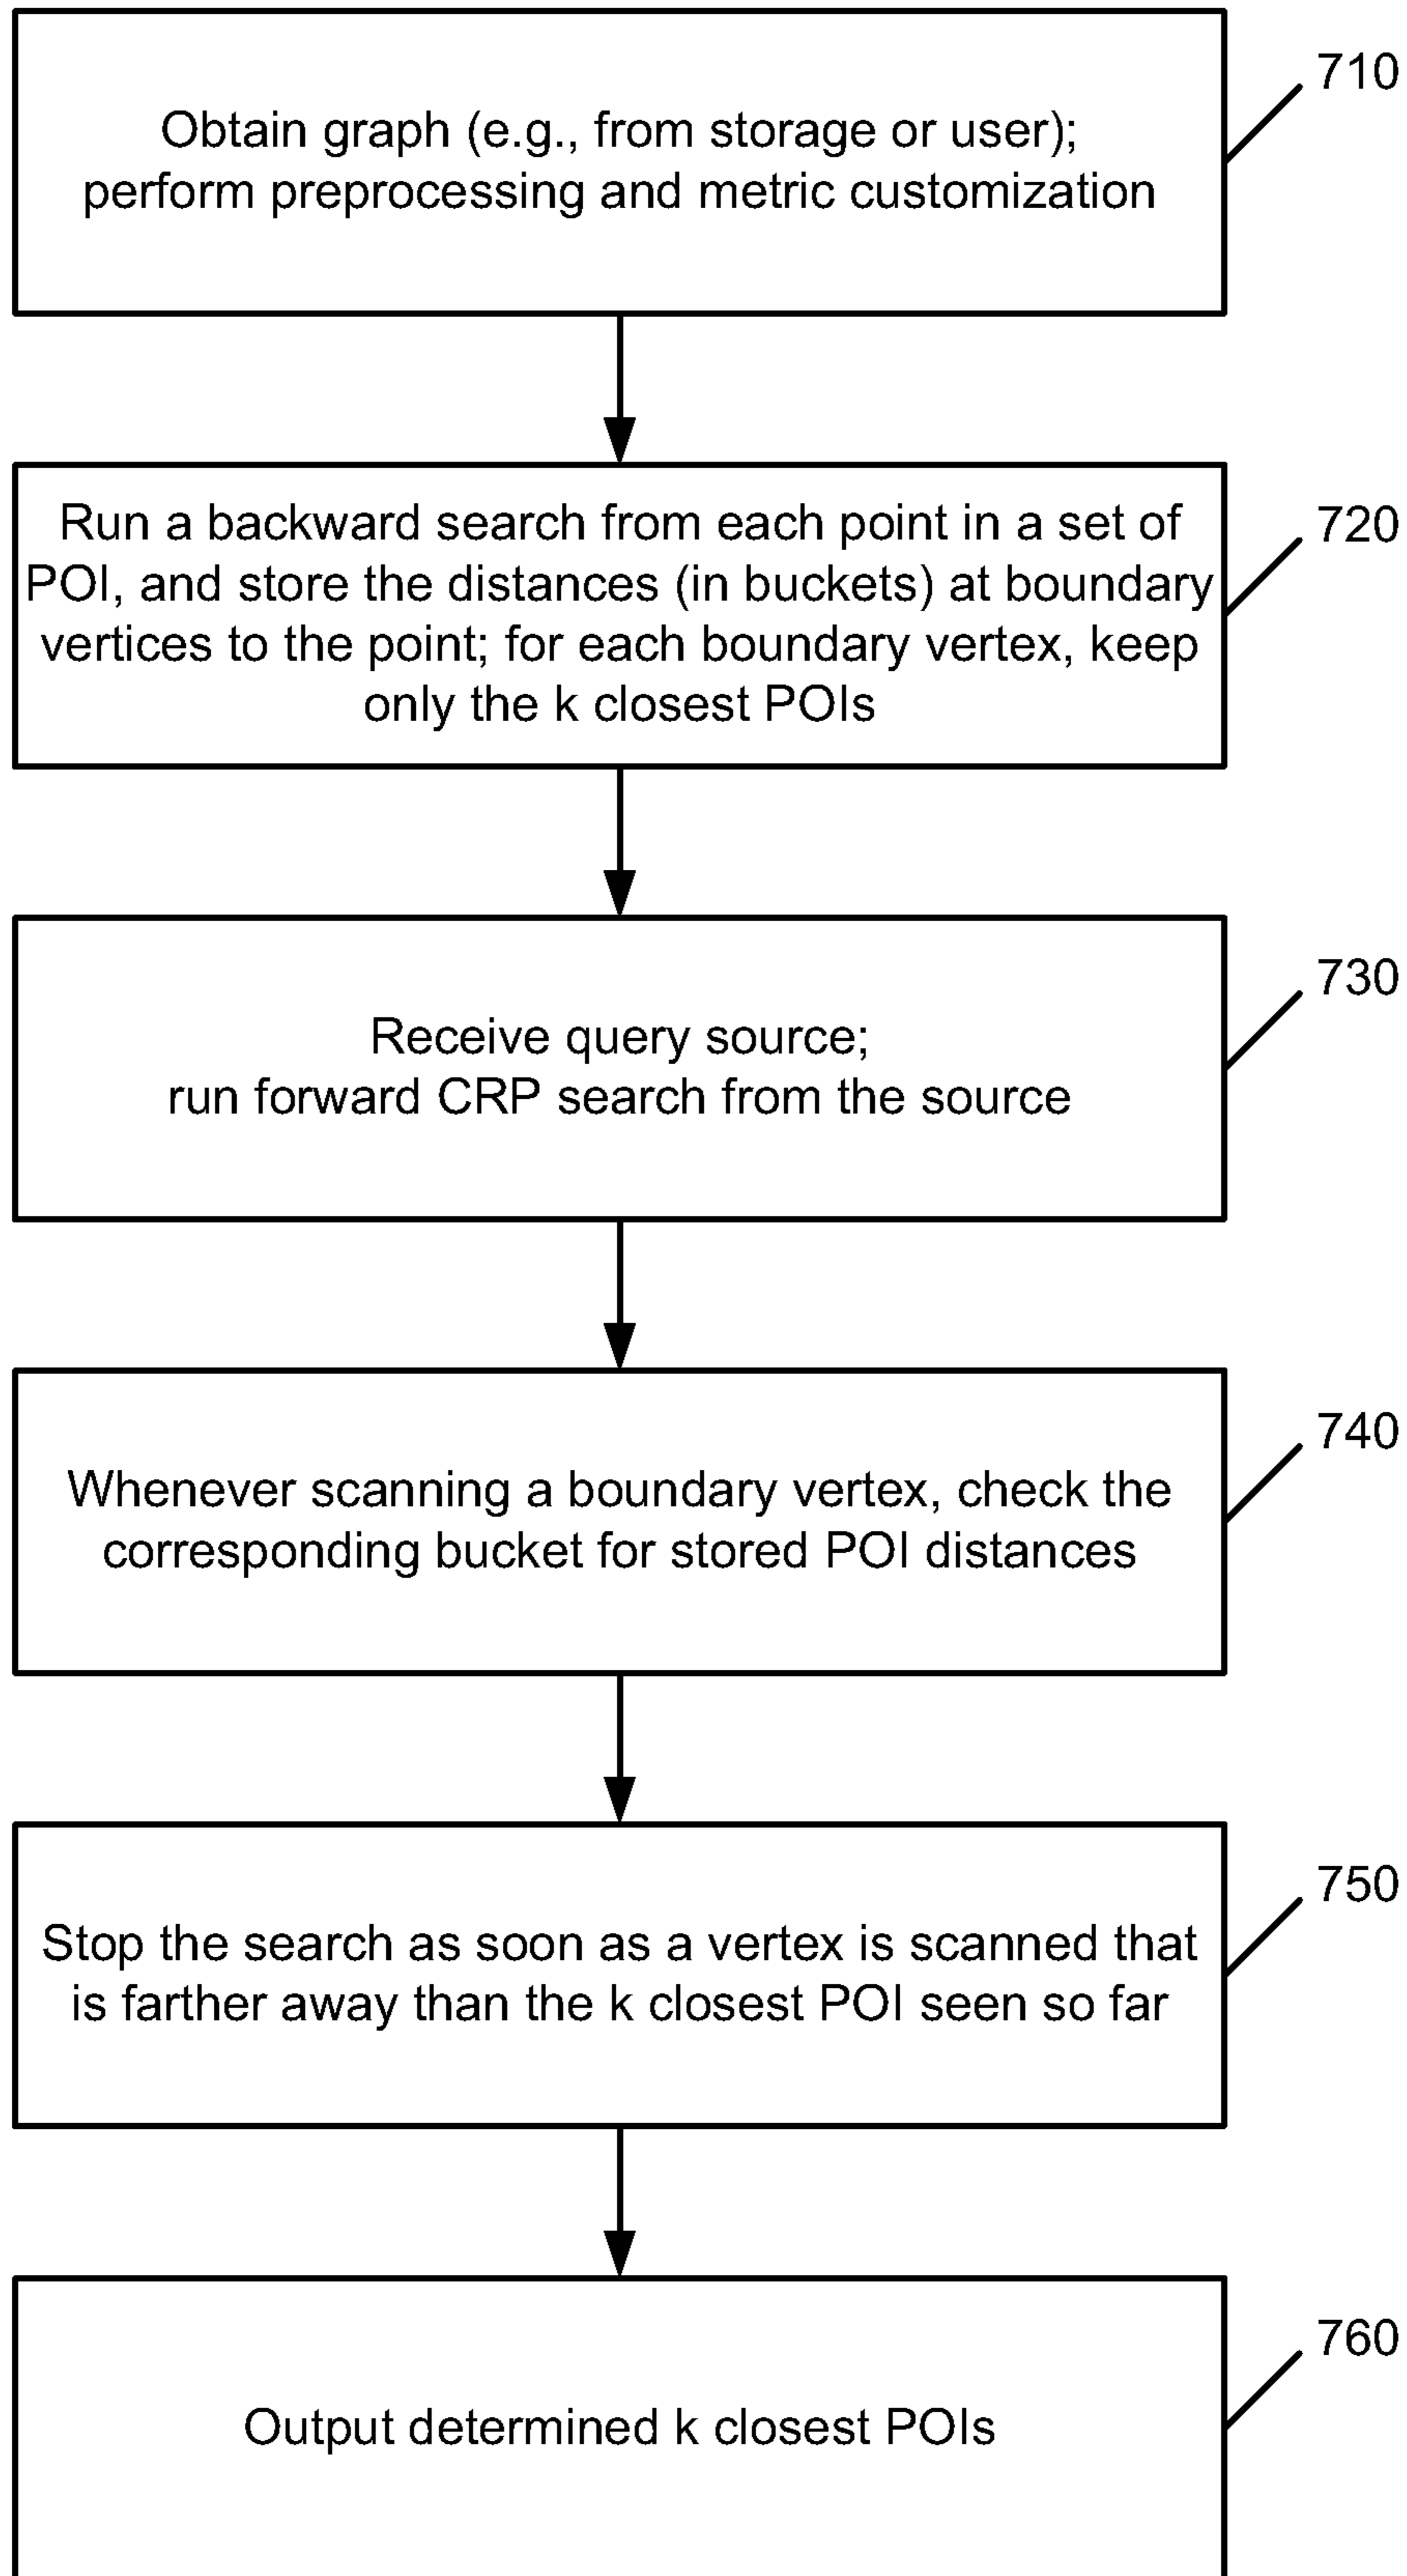 Obtain graph (e.g., from storage or user);
perform preprocessing and metric customization
710
Run a backward search from each point in a set of
POI, and store the distances (in buckets) at boundary
vertices to the point; for each boundary vertex, keep
only the k closest POIs
720
Receive query source;
run forward CRP search from the source
730
Whenever scanning a boundary vertex, check the
corresponding bucket for stored POI distances
740
Stop the search as soon as a vertex is scanned that
is farther away than the k closest POI seen so far
750
Output determined k closest POIs
760